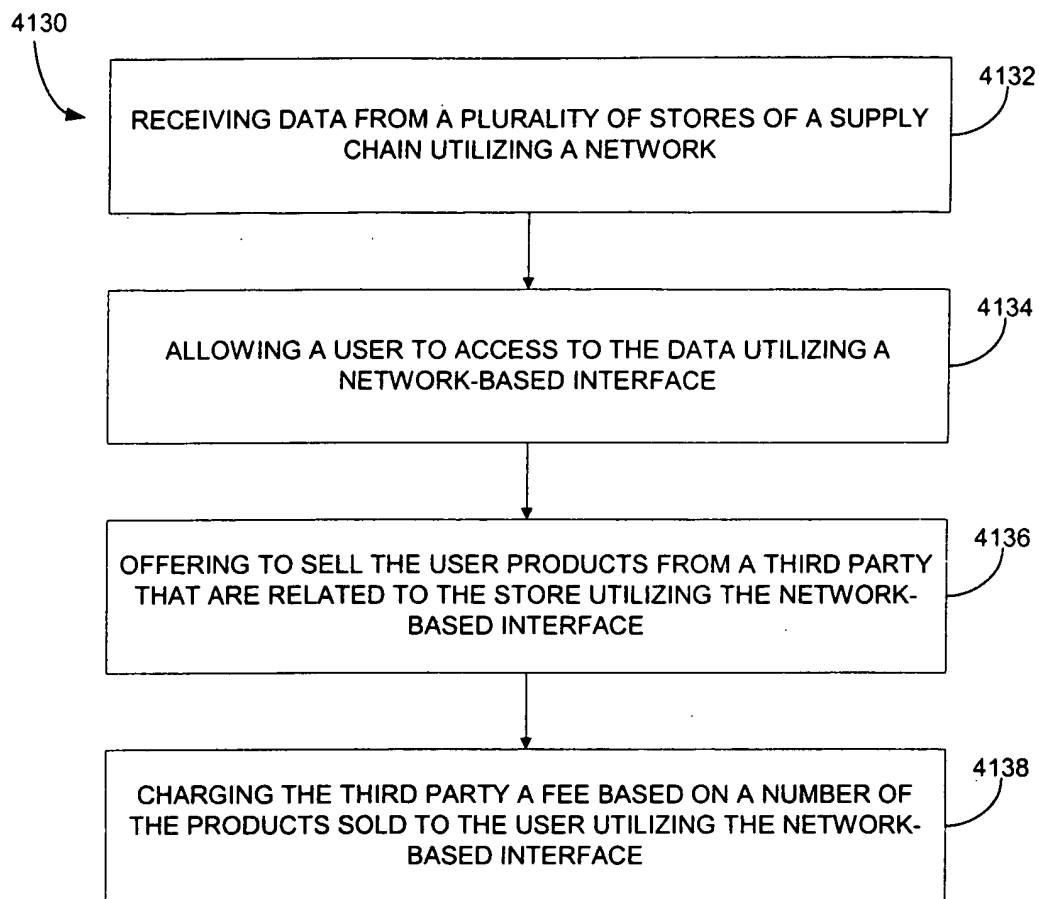 4130
RECEIVING DATA FROM A PLURALITY OF STORES OF A SUPPLY
CHAIN UTILIZING A NETWORK
4132
ALLOWING A USER TO ACCESS TO THE DATA UTILIZING A
NETWORK-BASED INTERFACE
4134
OFFERING TO SELL THE USER PRODUCTS FROM A THIRD PARTY
THAT ARE RELATED TO THE STORE UTILIZING THE NETWORK-
BASED INTERFACE
4136
CHARGING THE THIRD PARTY A FEE BASED ON A NUMBER OF
THE PRODUCTS SOLD TO THE USER UTILIZING THE NETWORK-
BASED INTERFACE
4138